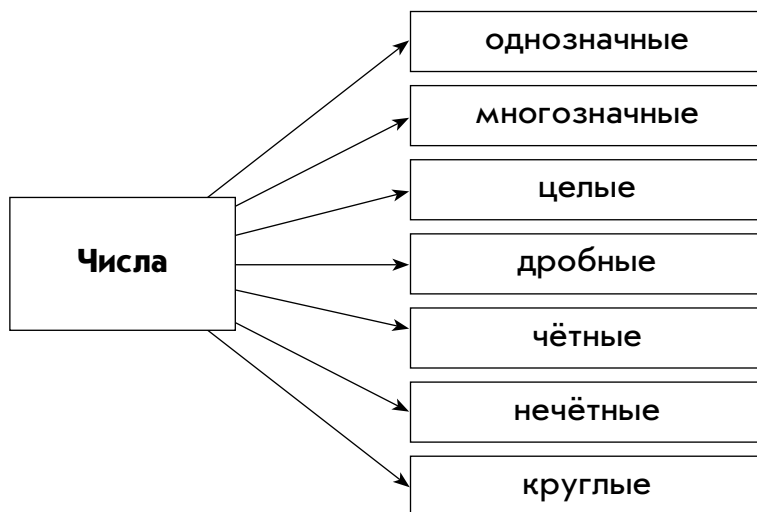 Числа
однозначные
многозначные
целые
дробные
чётные
нечётные
круглые